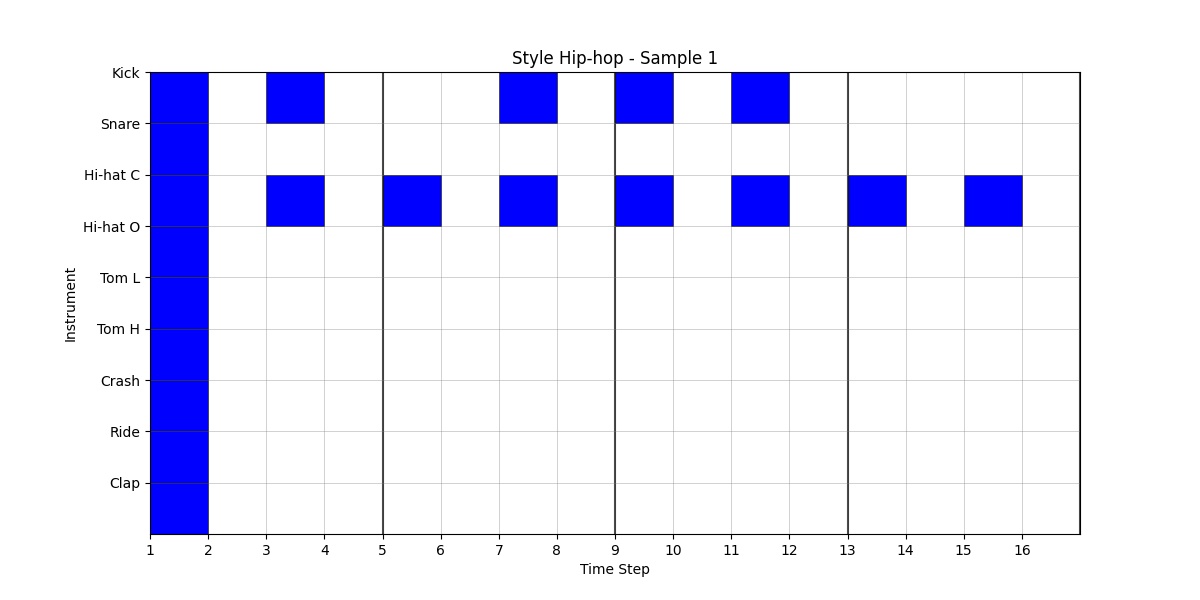 Style Hip-hop - Sample 1
Kick
Snare
Hi-hat C
Hi-hat O
Tom L
Tom H
Crash
Ride
Clap
Instrument
1 2 3 4 5 6 7 8 9 10 11 12 13 14 15 16
Time Step